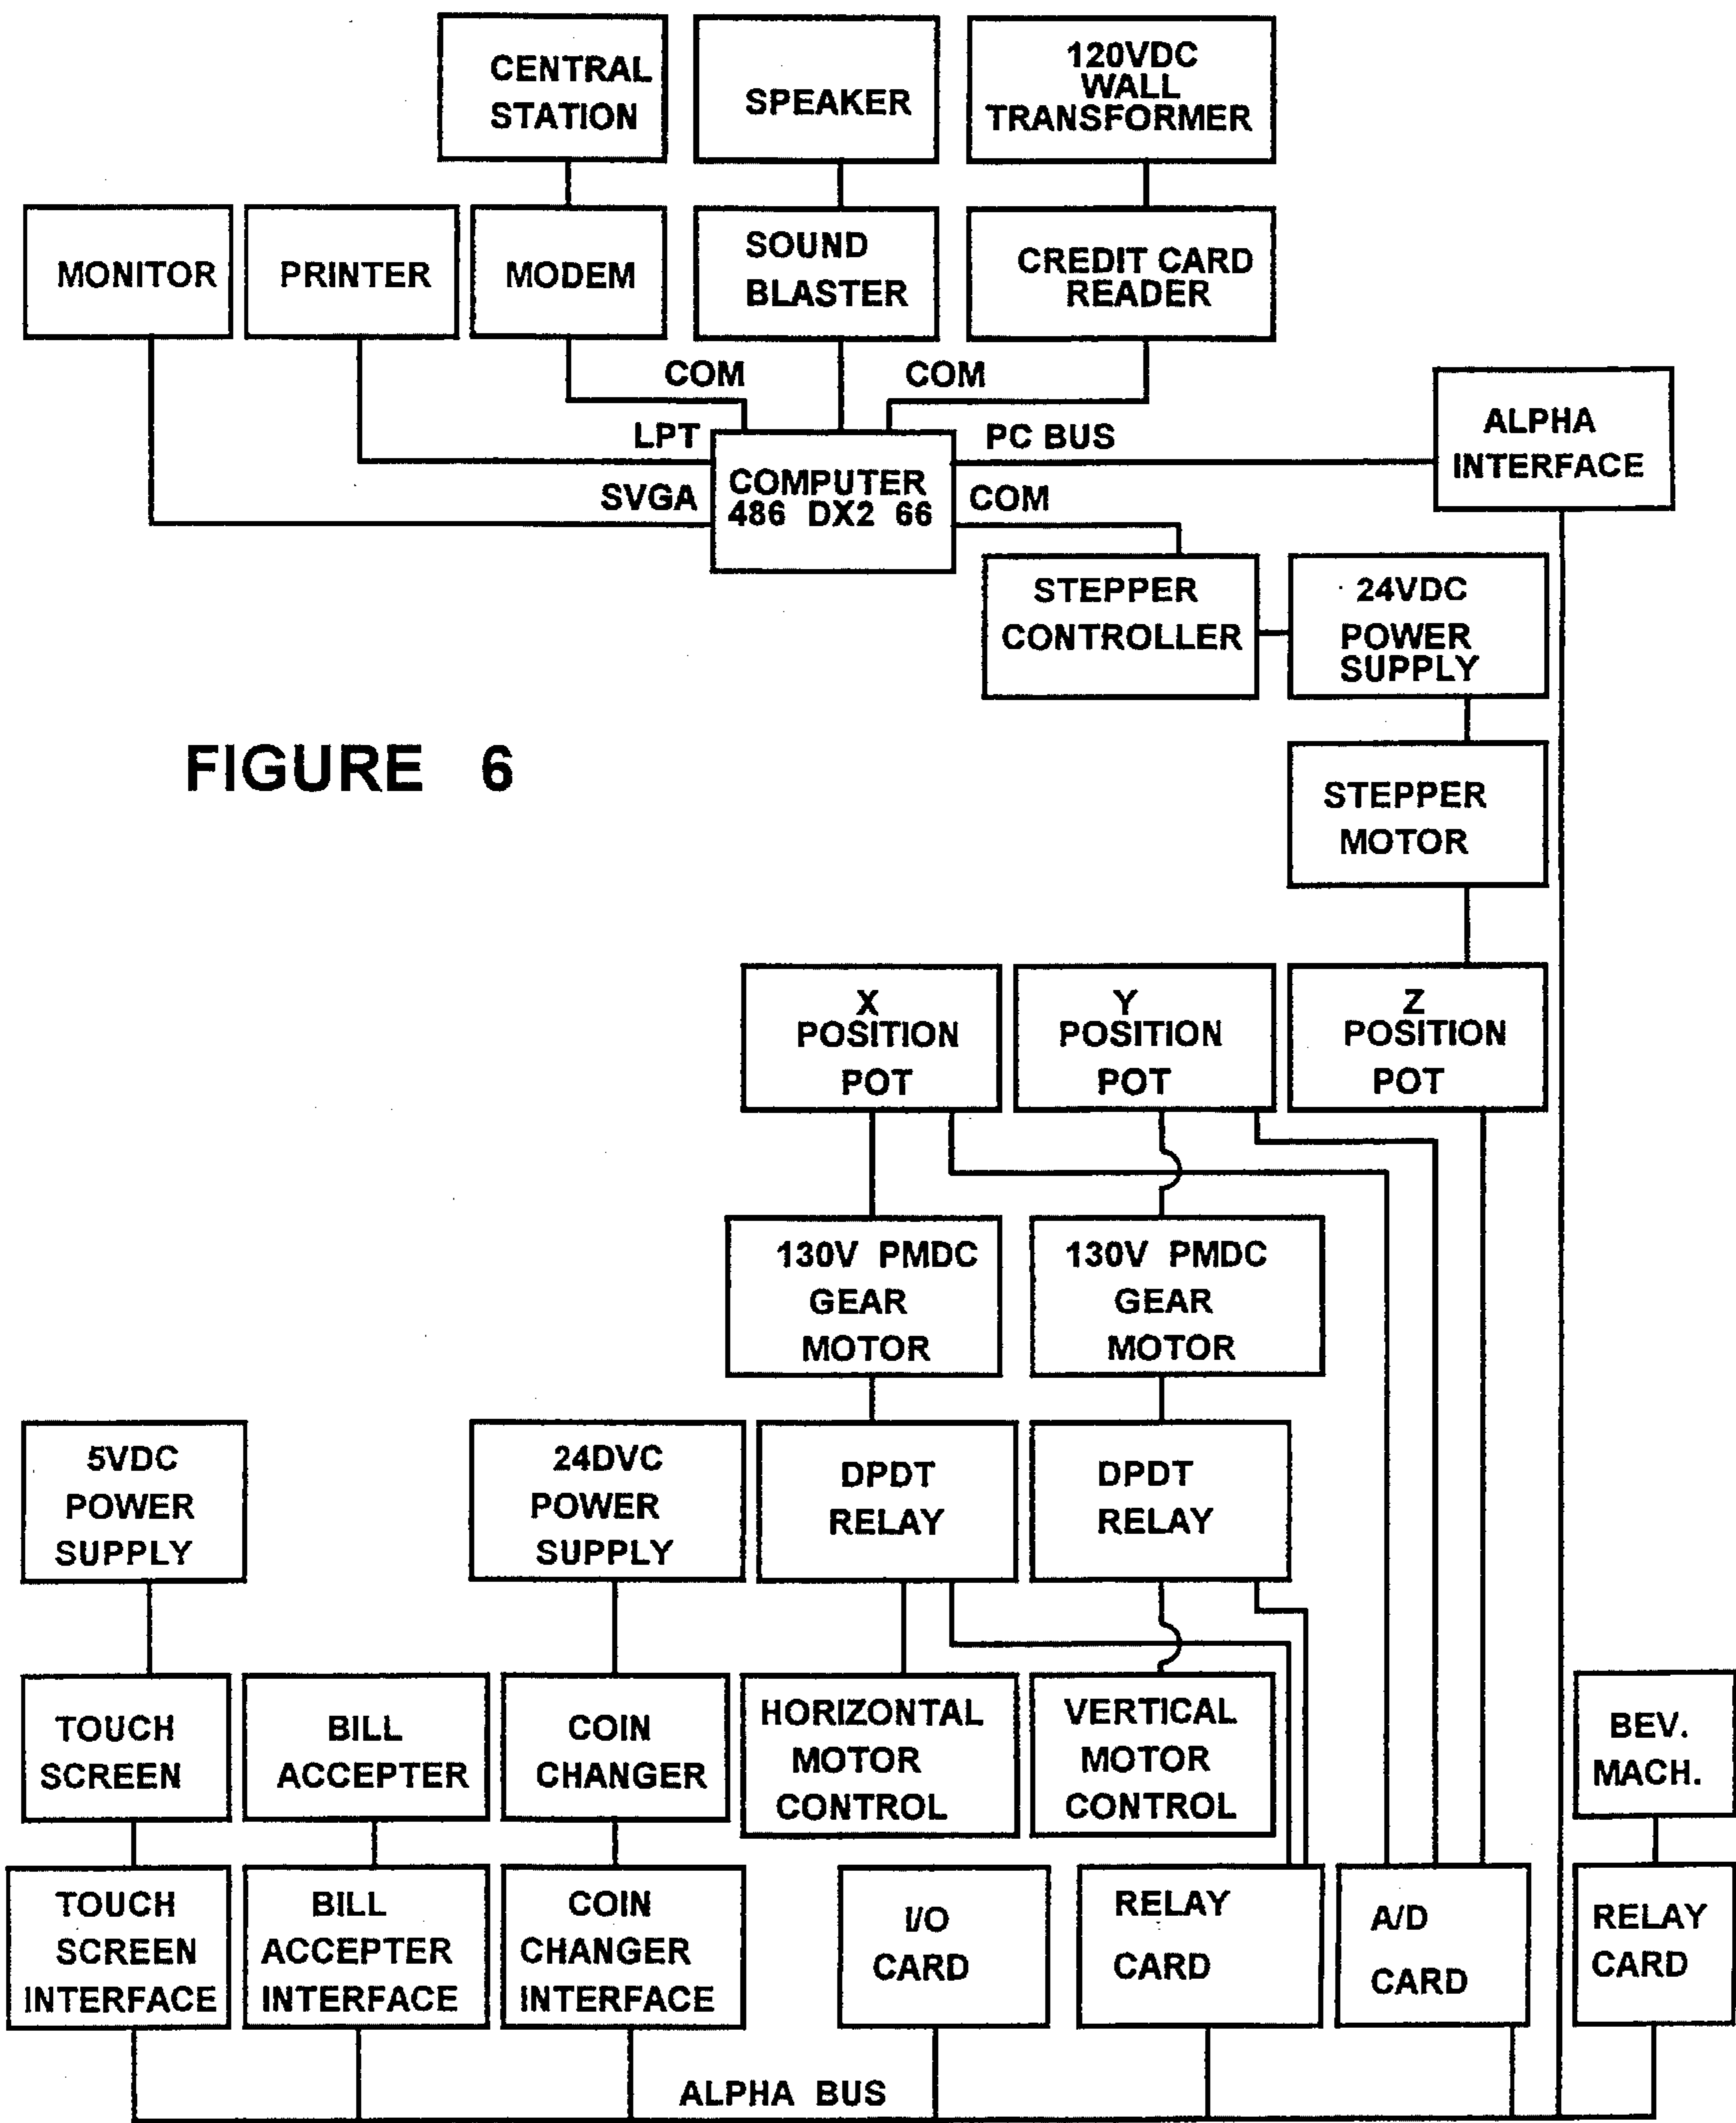 CENTRAL
STATION
SPEAKER
120VDC
WALL
TRANSFORMER
MONITOR
PRINTER
MODEM
SOUND
BLASTER
CREDIT CARD
READER
COM
COM
LPT
PC BUS
SVGA
COM
COMPUTER
486 DX2 66
ALPHA
INTERFACE
STEPPER
CONTROLLER
24VDC
POWER
SUPPLY
FIGURE 6
STEPPER
MOTOR
X
POSITION
POT
Y
POSITION
POT
Z
POSITION
POT
130V PMDC
GEAR
MOTOR
130V PMDC
GEAR
MOTOR
5VDC
POWER
SUPPLY
24DVC
POWER
SUPPLY
DPDT
RELAY
DPDT
RELAY
TOUCH
SCREEN
BILL
ACCEPTER
COIN
CHANGER
HORIZONTAL
MOTOR
CONTROL
VERTICAL
MOTOR
CONTROL
BEV.
MACH.
TOUCH
SCREEN
INTERFACE
BILL
ACCEPTER
INTERFACE
COIN
CHANGER
INTERFACE
I/O
CARD
RELAY
CARD
A/D
CARD
RELAY
CARD
ALPHA BUS